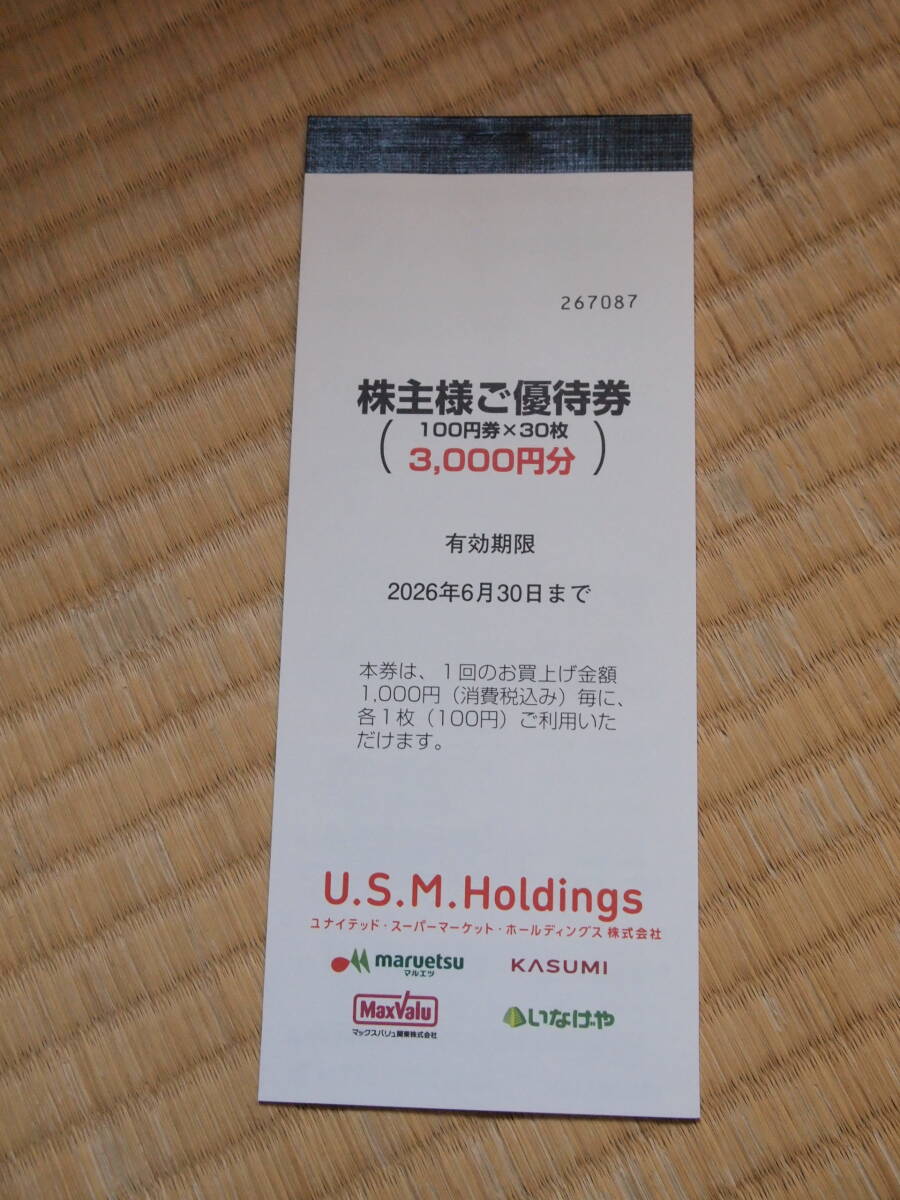 267087
株主様ご優待券
(100円券×30枚
3,000円分)
有効期限
2026年6月30日まで
本券は、1回のお買上げ金額
1,000円（消費税込み）毎に、
各1枚（100円）ご利用いた
だけます。
U.S.M.Holdings
ユナイテッド・スーパーマーケット・ホールディングス株式会社
maruetsu
マルエツ
KASUMI
MaxValu
マックスバリュ関東株式会社
いなげや